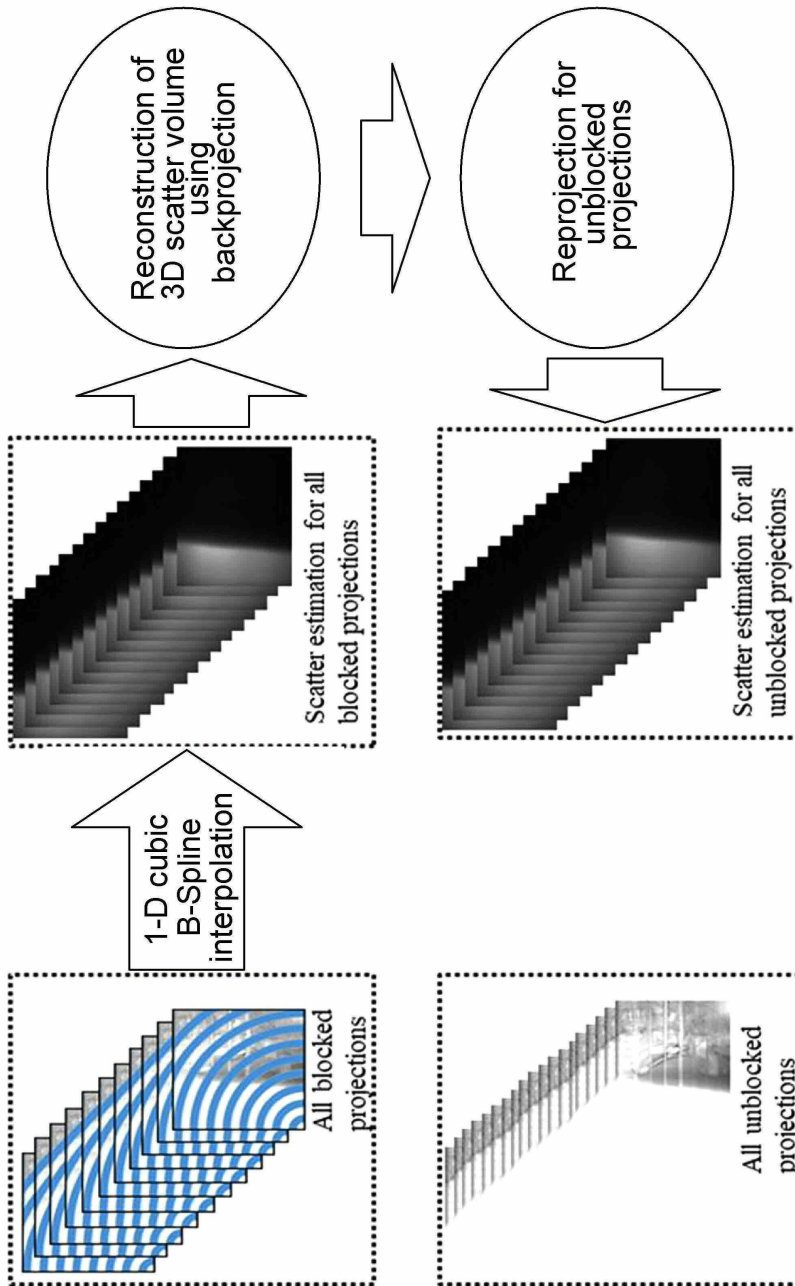 All blocked
projections
1-D cubic
B-Spline
interpolation
Scatter estimation for all
blocked projections
Reconstruction of
3D scatter volume
using
backprojection
Reprojection for
unblocked
projections
Scatter estimation for all
unblocked projections
All unblocked
projections